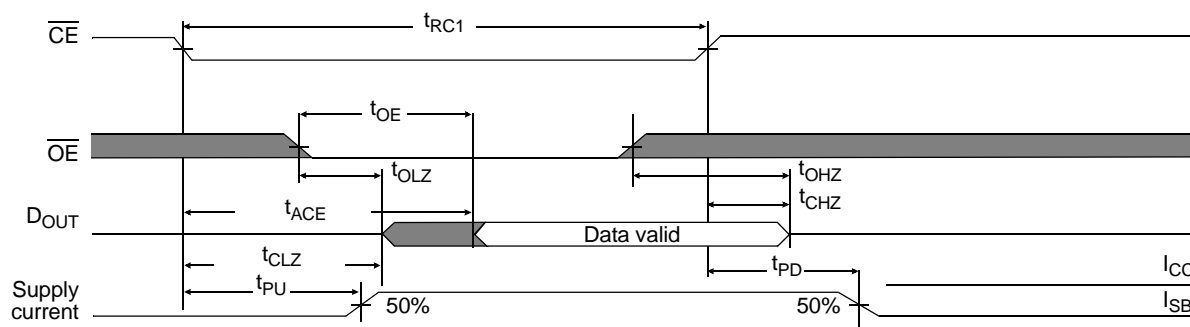 CE
tRC1
tOE
OE
tOLZ
tOHZ
tCHZ
tACE
DOUT
Data valid
tCLZ
tPD
ICC
tPU
Supply
current
50%
50%
ISB